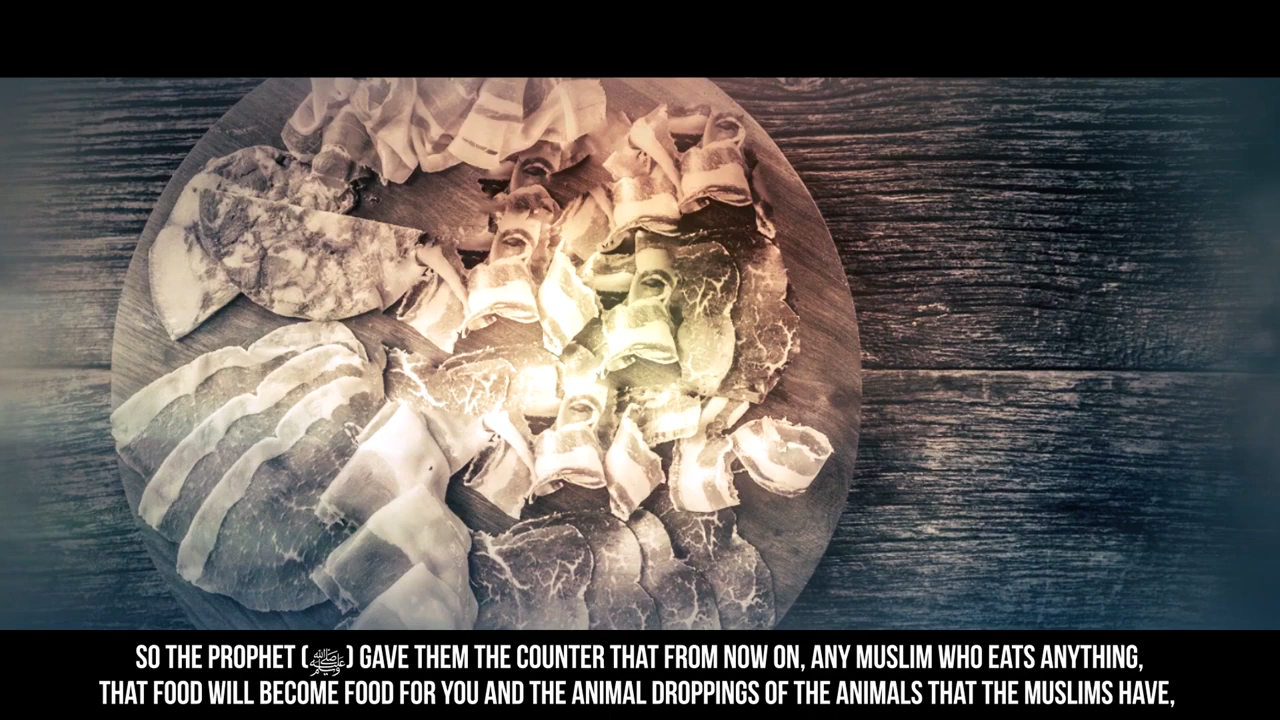 SO THE PROPHET (ﷺ) GAVE THEM THE COUNTER THAT FROM NOW ON, ANY MUSLIM WHO EATS ANYTHING,
THAT FOOD WILL BECOME FOOD FOR YOU AND THE ANIMAL DROPPINGS OF THE ANIMALS THAT THE MUSLIMS HAVE,